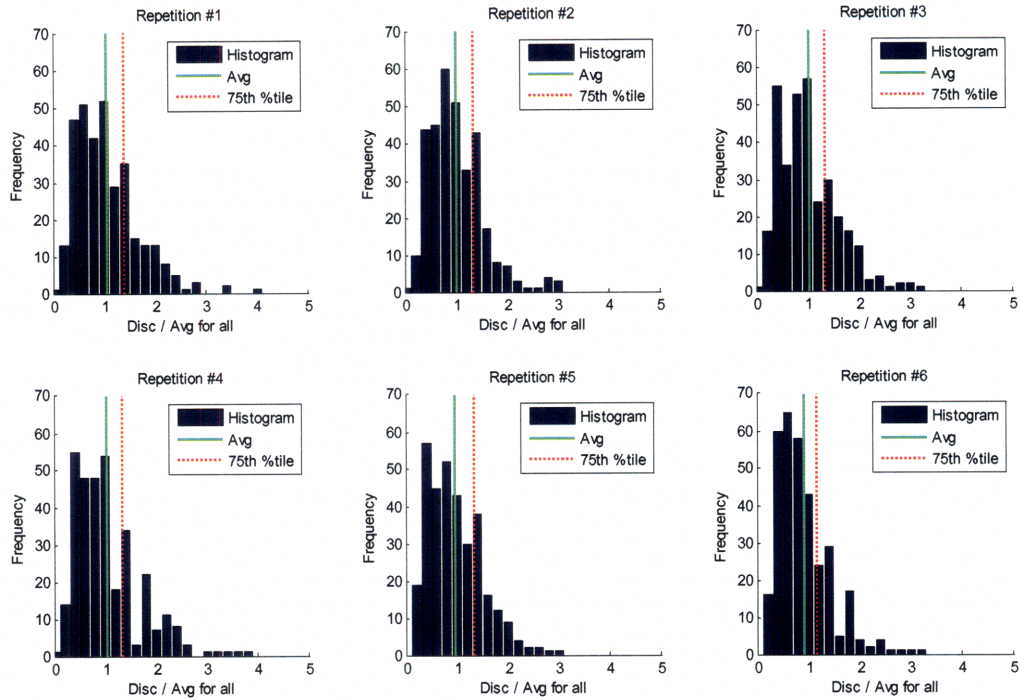 Repetition #1
70
60
50
40
30
20
10
0
Frequency
Histogram
Avg
75th %tile
0 1 2 3 4 5
Disc / Avg for all
Repetition #2
70
60
50
40
30
20
10
0
Frequency
Histogram
Avg
75th %tile
0 1 2 3 4 5
Disc / Avg for all
Repetition #3
70
60
50
40
30
20
10
0
Frequency
Histogram
Avg
75th %tile
0 1 2 3 4 5
Disc / Avg for all
Repetition #4
70
60
50
40
30
20
10
0
Frequency
Histogram
Avg
75th %tile
0 1 2 3 4 5
Disc / Avg for all
Repetition #5
70
60
50
40
30
20
10
0
Frequency
Histogram
Avg
75th %tile
0 1 2 3 4 5
Disc / Avg for all
Repetition #6
70
60
50
40
30
20
10
0
Frequency
Histogram
Avg
75th %tile
0 1 2 3 4 5
Disc / Avg for all